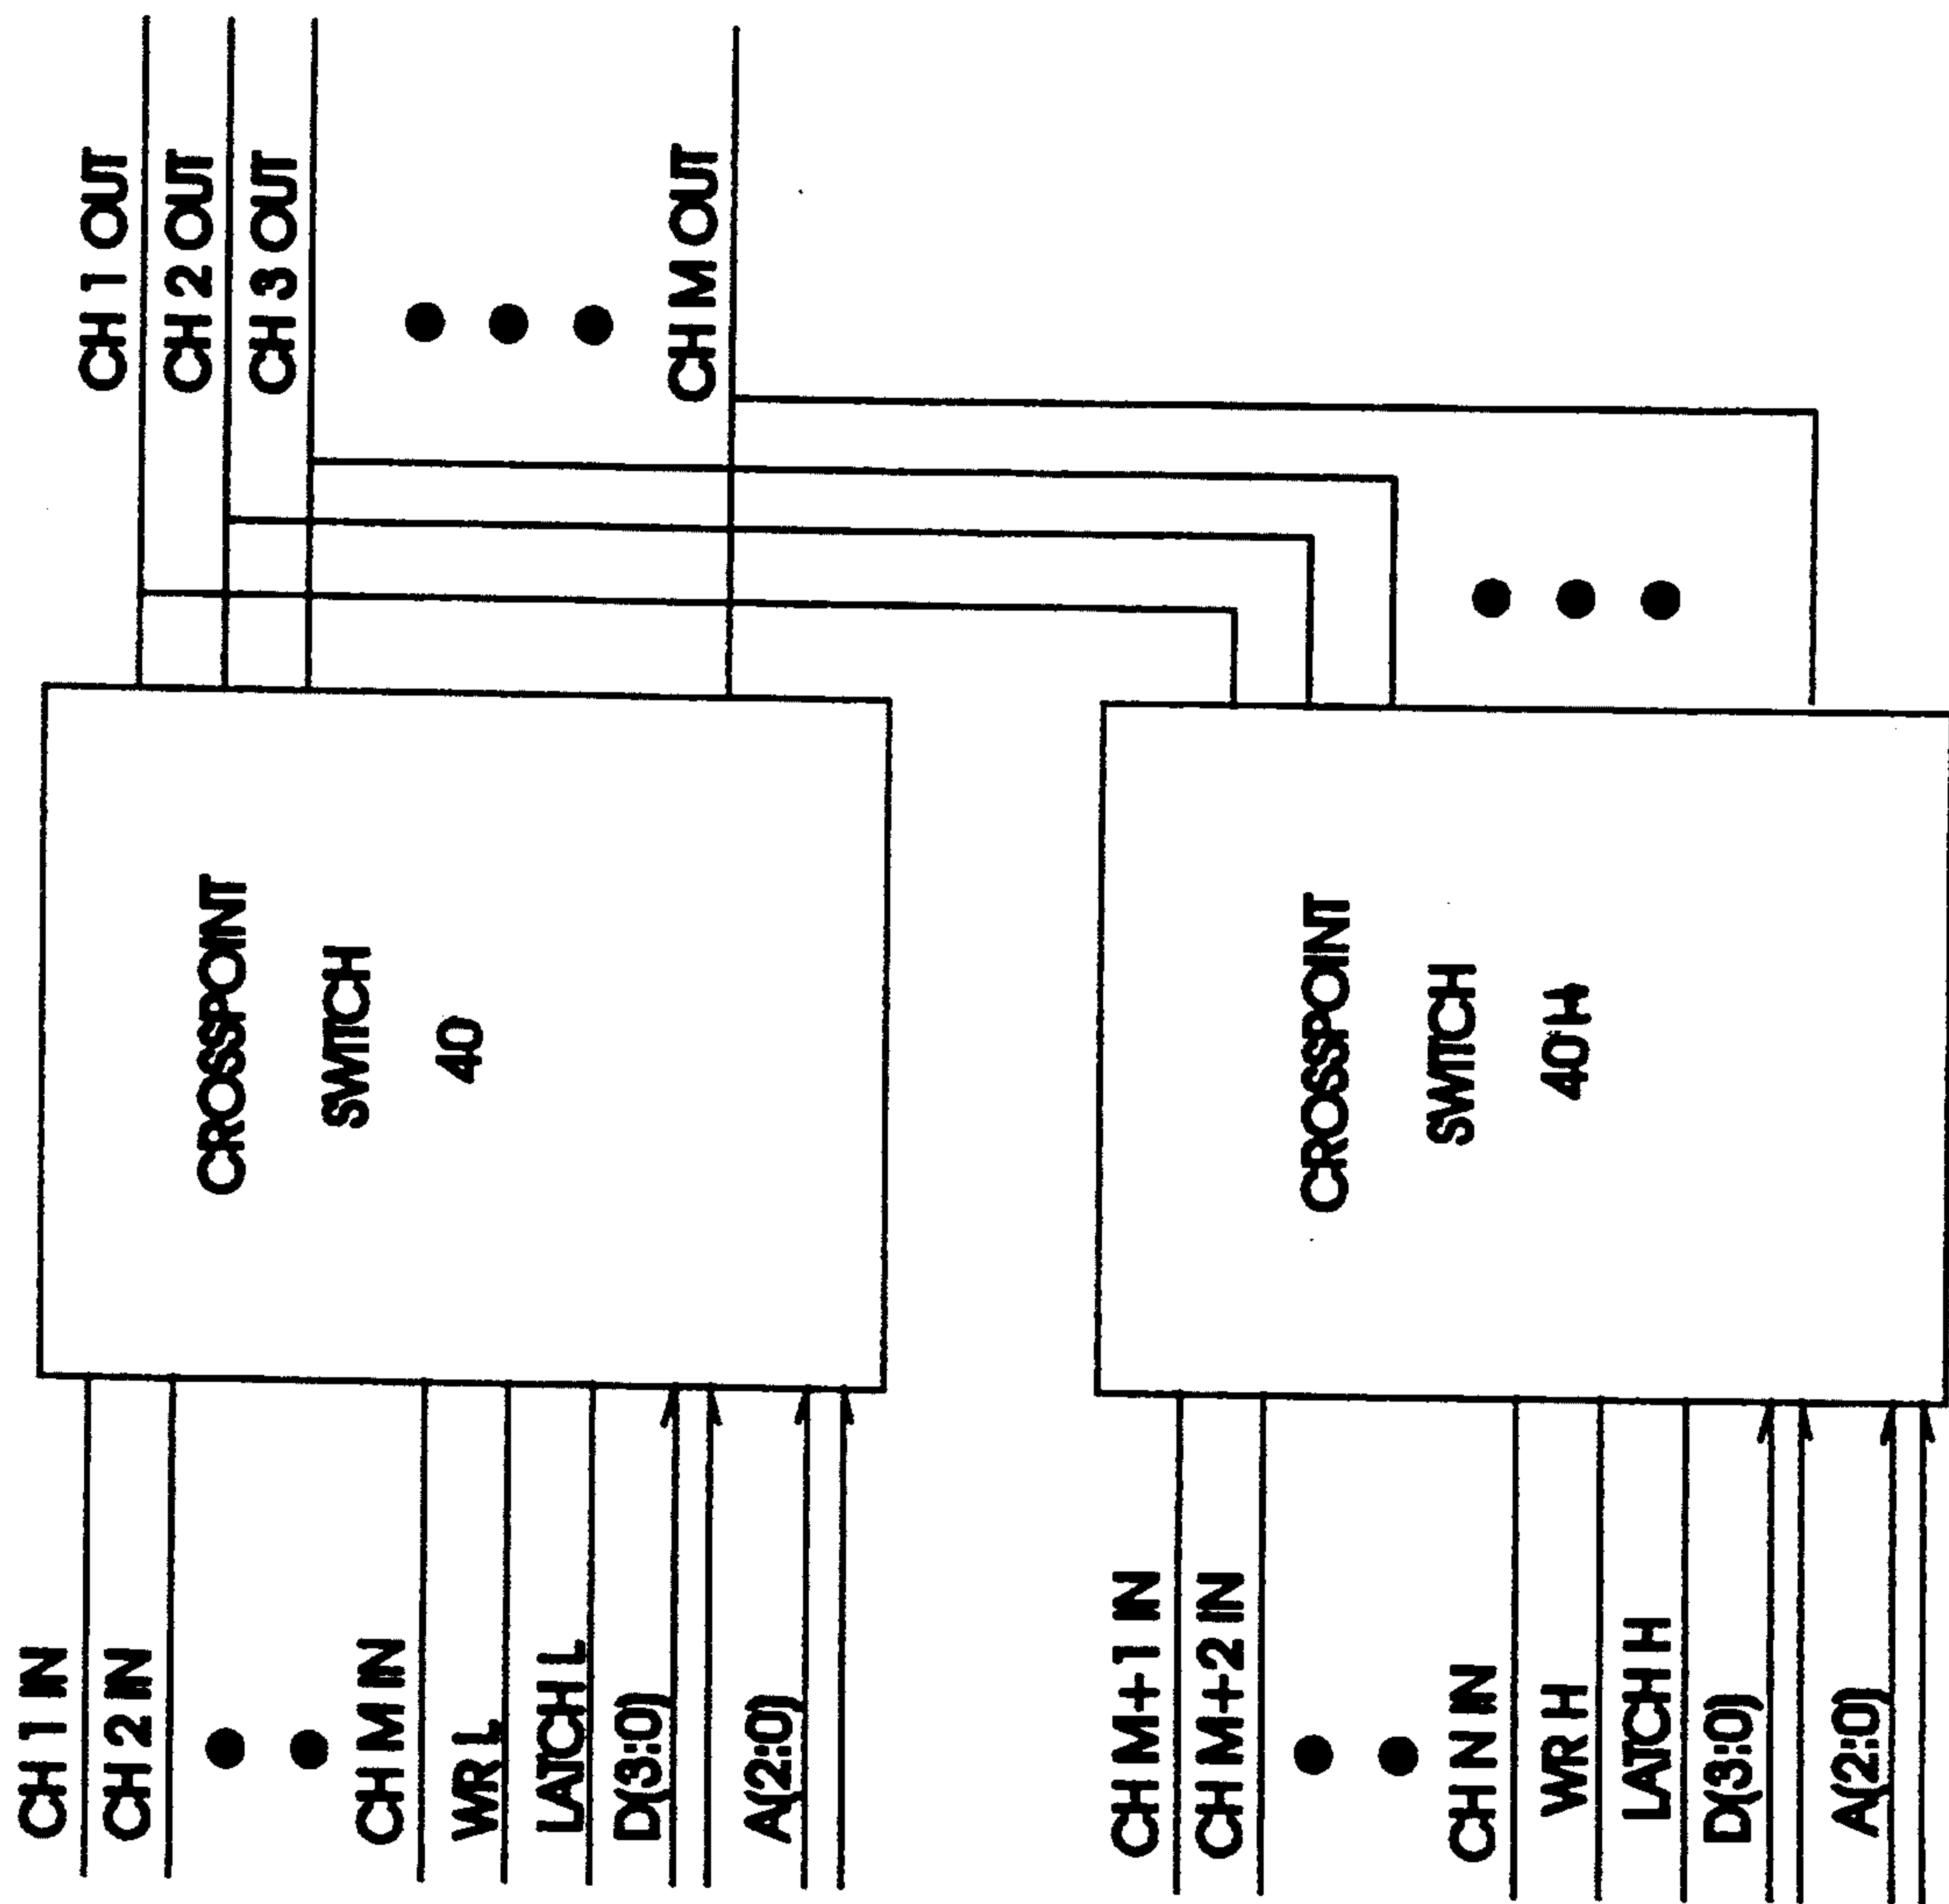 CH 1 IN
CH 2 IN
CH M IN
WR L
LATCH L
D(3:0)
A(2:0)
CROSSPOINT
SWITCH
40
CH 1 OUT
CH 2 OUT
CH 3 OUT
CH M OUT
CH M+1 IN
CH M+2 IN
CH N IN
WR H
LATCH H
D(3:0)
A(2:0)
CROSSPOINT
SWITCH
40H